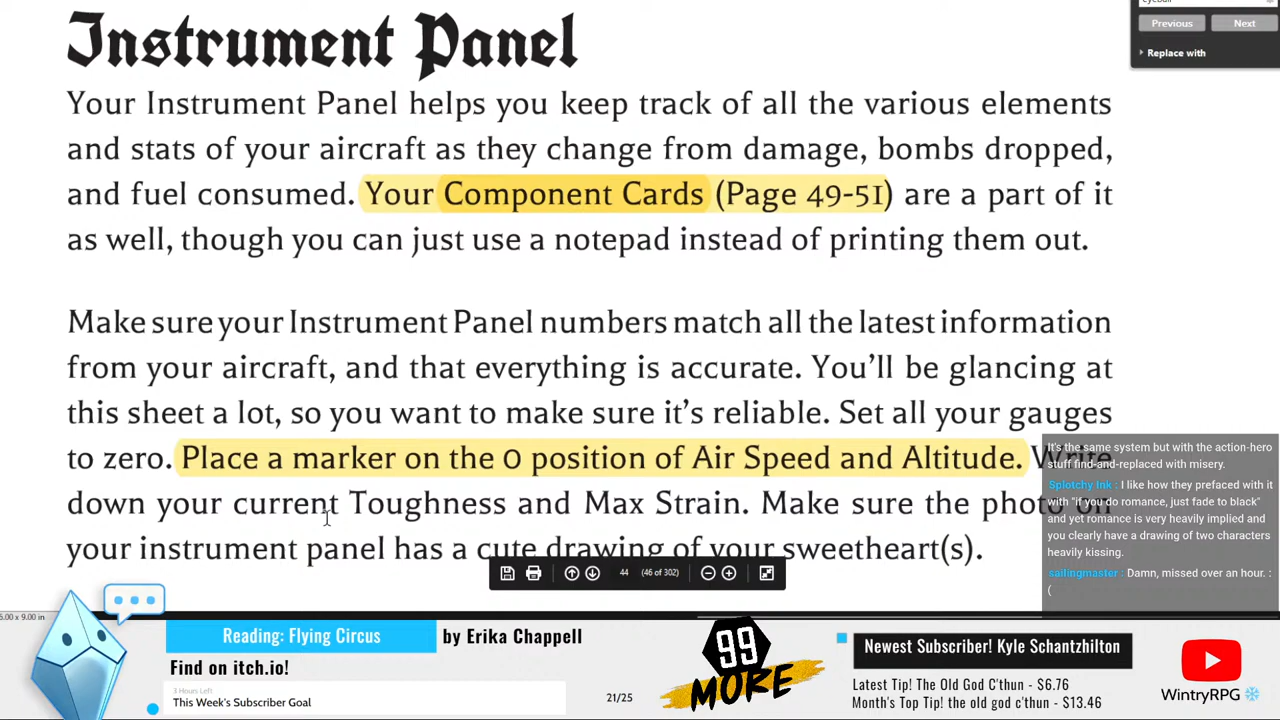 Instrument Panel
Your Instrument Panel helps you keep track of all the various elements
and stats of your aircraft as they change from damage, bombs dropped,
and fuel consumed. Your Component Cards (Page 49-51) are a part of it
as well, though you can just use a notepad instead of printing them out.
Make sure your Instrument Panel numbers match all the latest information
from your aircraft, and that everything is accurate. You'll be glancing at
this sheet a lot, so you want to make sure it's reliable. Set all your gauges
to zero. Place a marker on the 0 position of Air Speed and Altitude. Write
down your current Toughness and Max Strain. Make sure the photo on
your instrument panel has a cute drawing of your sweetheart(s).
Previous
Next
Replace with
It's the same system but with the action-hero
stuff find-and-replaced with misery.
Splotchy Ink : I like how they prefaced with it
with "if you do romance, just fade to black"
and yet romance is very heavily implied and
you clearly have a drawing of two characters
heavily kissing.
sailingmaster : Damn, missed over an hour. :
(
44 (46 of 302)
6.00 x 9.00 in
Reading: Flying Circus by Erika Chappell
Find on itch.io!
3 Hours Left
This Week's Subscriber Goal
21/25
99
MORE
Newest Subscriber! Kyle Schantzhilton
Latest Tip! The Old God C'thun - $6.76
Month's Top Tip! the old god c'thun - $13.46
WintryRPG